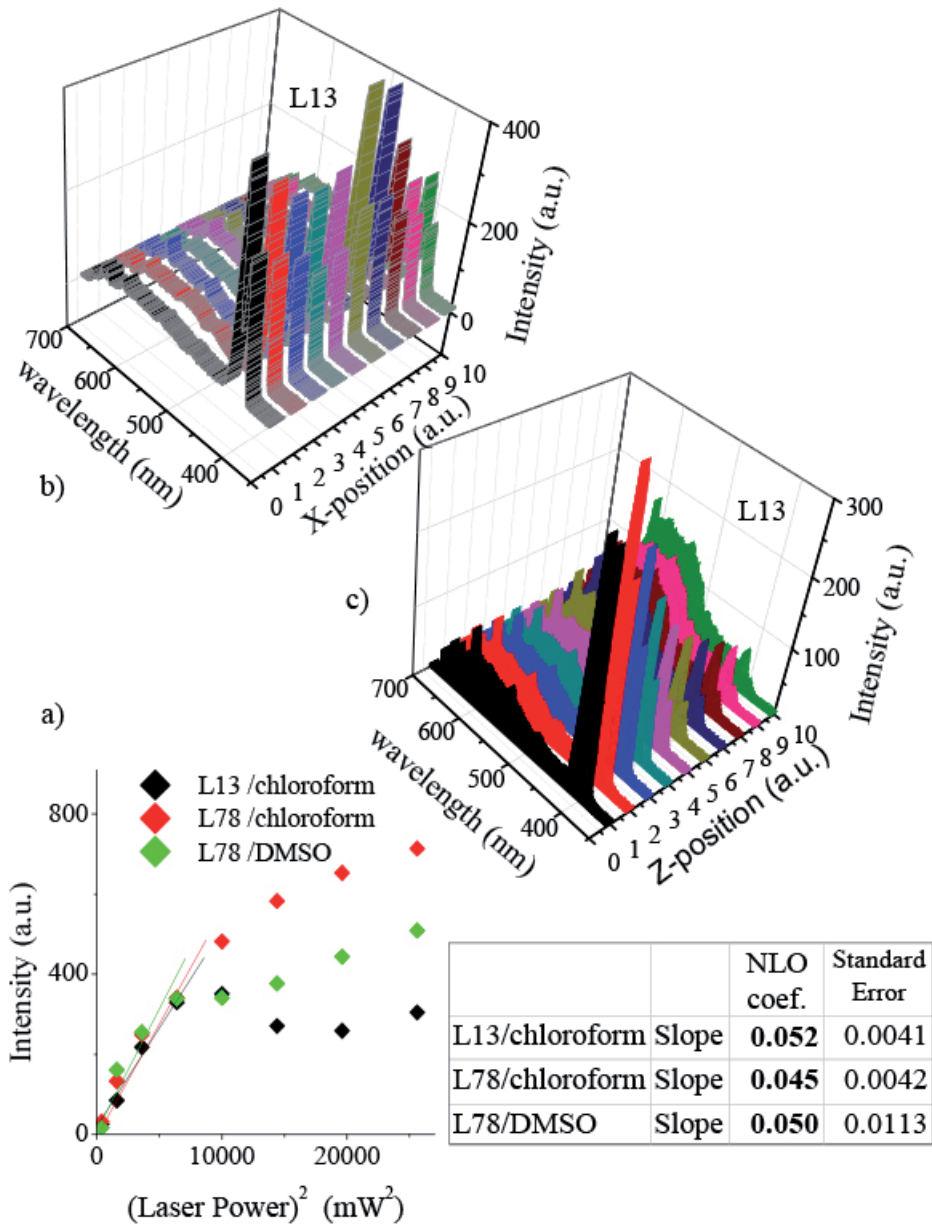 L13
400
200
0
Intensity (a.u.)
700
600
500
400
wavelength (nm)
0 1 2 3 4 5 6 7 8 9 10
X-position (a.u.)
b)
L13
300
200
100
Intensity (a.u.)
c)
700
600
500
400
wavelength (nm)
0 1 2 3 4 5 6 7 8 9 10
Z-position (a.u.)
a)
L13 /chloroform
L78 /chloroform
L78 /DMSO
800
400
0
Intensity (a.u.)
0 10000 20000
(Laser Power)² (mW²)
NLO coef. Standard Error
L13/chloroform Slope 0.052 0.0041
L78/chloroform Slope 0.045 0.0042
L78/DMSO Slope 0.050 0.0113